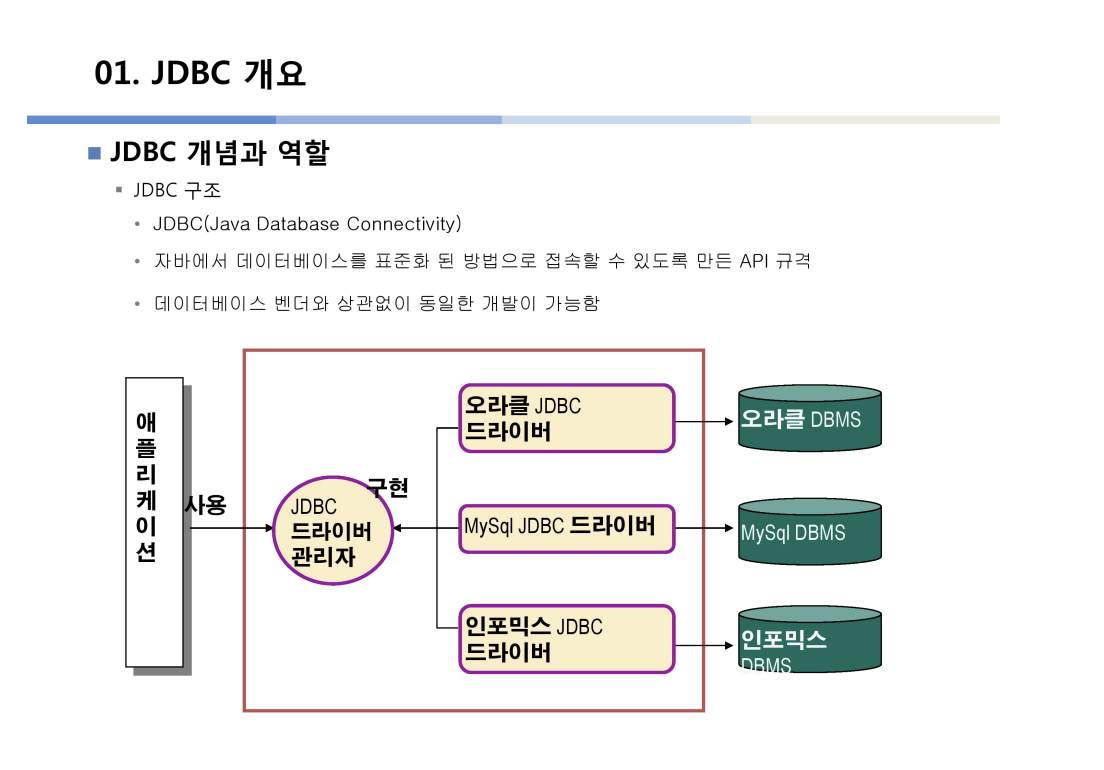 01. JDBC 개요
JDBC 개념과 역할
JDBC 구조
JDBC(Java Database Connectivity)
자바에서 데이터베이스를 표준화 된 방법으로 접속할 수 있도록 만든 API 규격
데이터베이스 벤더와 상관없이 동일한 개발이 가능함
애
플
리
케
이
션
사용
JDBC
드라이버
관리자
구현
오라클 JDBC
드라이버
MySql JDBC 드라이버
인포믹스 JDBC
드라이버
오라클 DBMS
MySql DBMS
인포믹스
DBMS